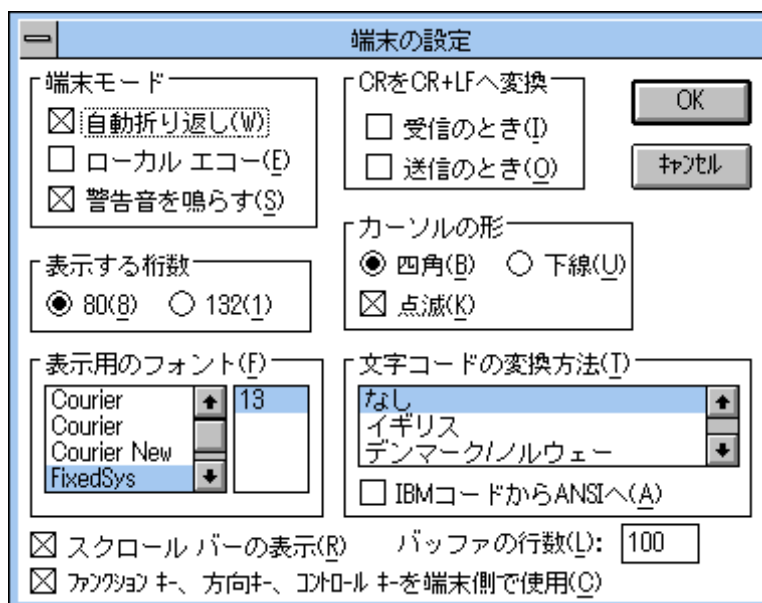 端末の設定
端末モード
自動折り返し(W)
ローカル エコー(E)
警告音を鳴らす(S)
CRをCR+LFへ変換
受信のとき(I)
送信のとき(O)
OK
ｷｬﾝｾﾙ
表示する桁数
80(8) 132(1)
カーソルの形
四角(B) 下線(U)
点滅(K)
表示用のフォント(F)
Courier
Courier
Courier New
FixedSys
13
文字コードの変換方法(T)
なし
イギリス
デンマーク/ノルウェー
IBMコードからANSIへ(A)
スクロール バーの表示(R) バッファの行数(L): 100
ﾌｧﾝｸｼｮﾝ ｷｰ、方向ｷｰ、ｺﾝﾄﾛｰﾙ ｷｰを端末側で使用(C)